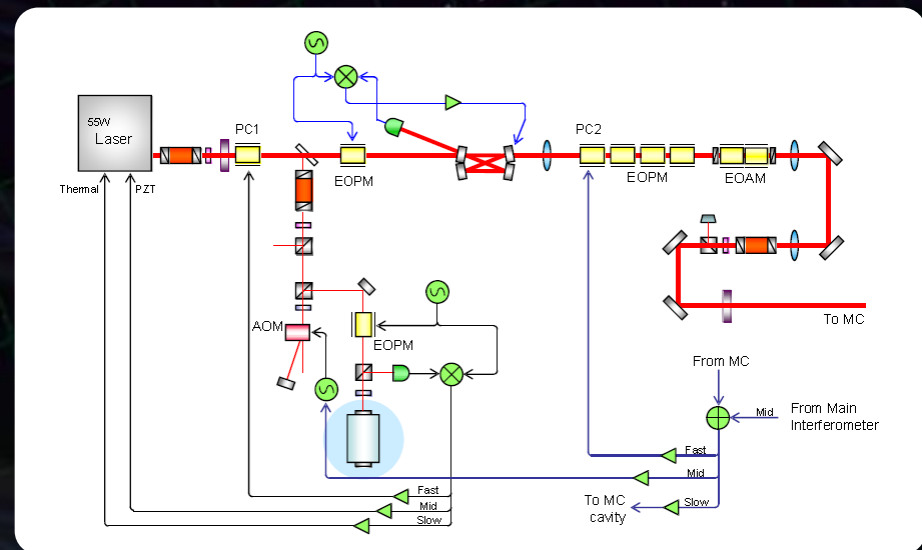 55W
Laser
PC1
EOPM
PC2
EOPM
EOAM
Thermal
PZT
AOM
EOPM
To MC
From MC
Mid
From Main
Interferometer
Fast
Mid
Slow
To MC
cavity
Fast
Mid
Slow